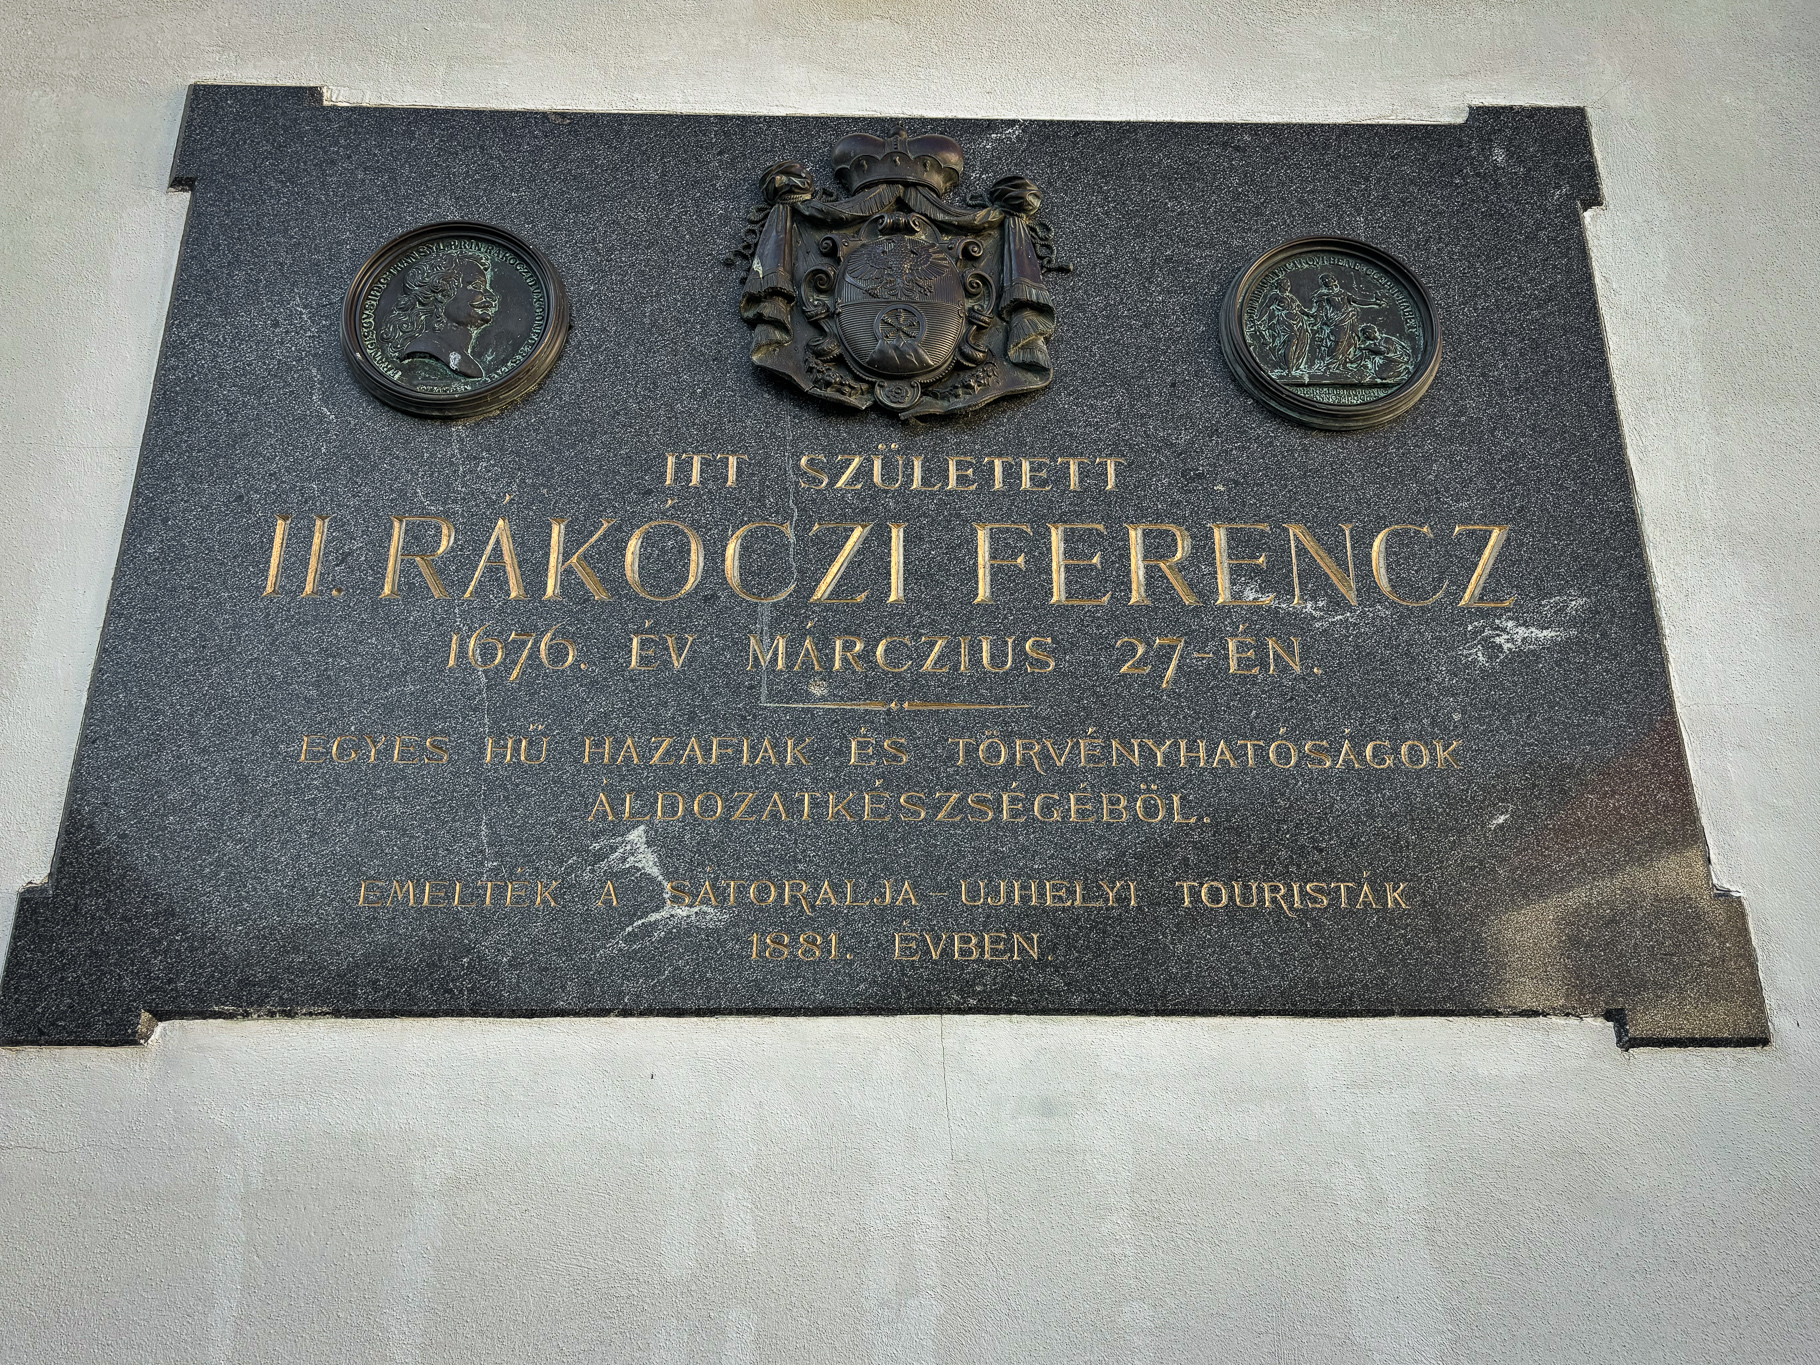 ITT SZÜLETETT
II. RÁKÓCZI FERENCZ
1676. ÉV MÁRCZIUS 27-ÉN.
EGYES HŰ HAZAFIAK ÉS TÖRVÉNYHATÓSÁGOK
ÁLDOZATKÉSZSÉGÉBÖL.
EMELTÉK A SÁTORALJA-UJHELYI TOURISTÁK
1881. ÉVBEN.